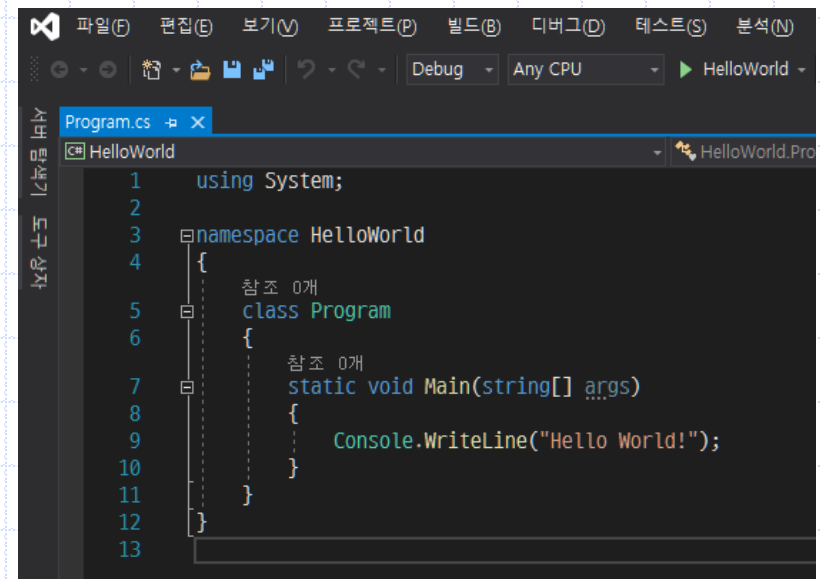 파일(F) 편집(E) 보기(V) 프로젝트(P) 빌드(B) 디버그(D) 테스트(S) 분석(N)
Debug Any CPU HelloWorld
서버 탐색기 도구 상자
Program.cs
C# HelloWorld HelloWorld.Pro
1 using System;
2
3 namespace HelloWorld
4 {
참조 0개
5 class Program
6 {
참조 0개
7 static void Main(string[] args)
8 {
9 Console.WriteLine("Hello World!");
10 }
11 }
12 }
13